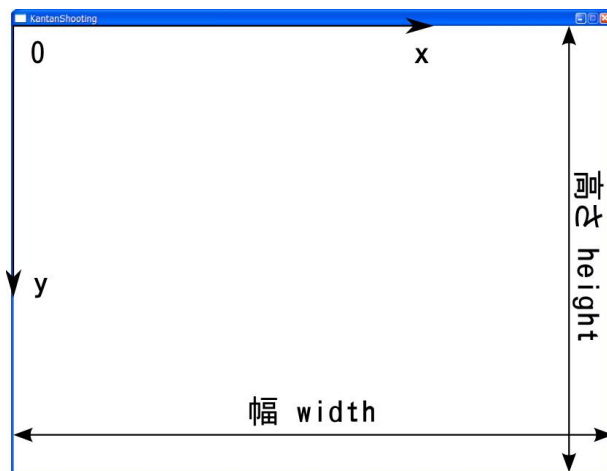 KantanShooting
0
x
高さ height
y
幅 width